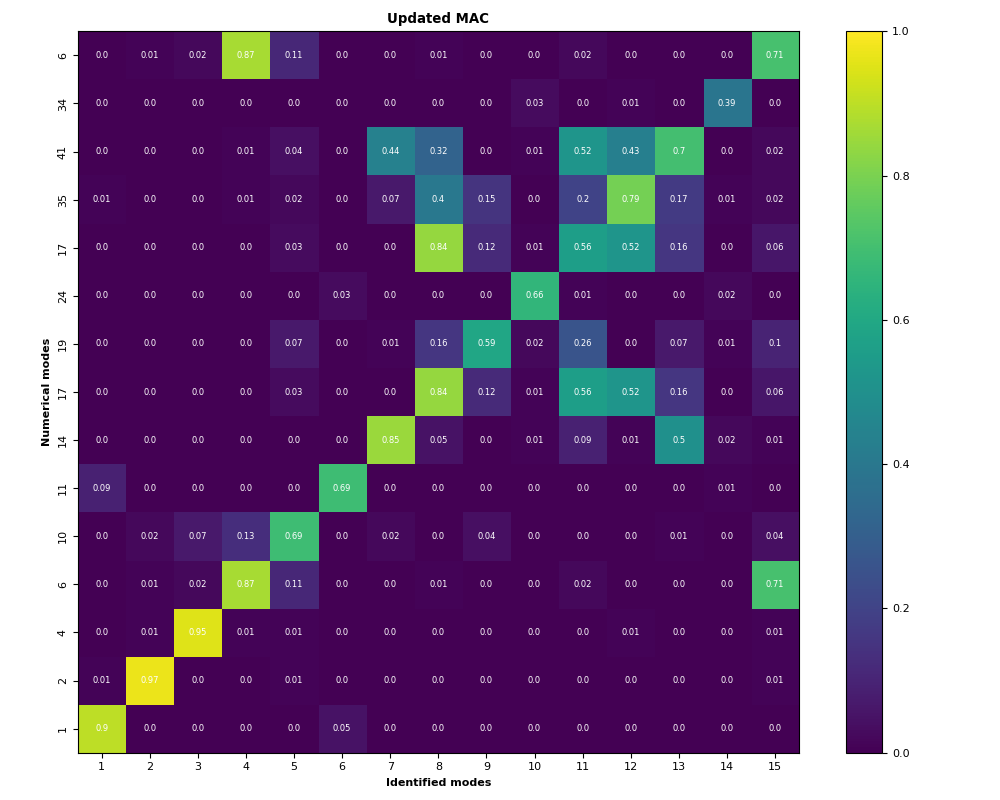 Updated MAC
6 0.0 0.01 0.02 0.87 0.11 0.0 0.0 0.01 0.0 0.0 0.02 0.0 0.0 0.0 0.71
34 0.0 0.0 0.0 0.0 0.0 0.0 0.0 0.0 0.0 0.03 0.0 0.01 0.0 0.39 0.0
41 0.0 0.0 0.0 0.01 0.04 0.0 0.44 0.32 0.0 0.01 0.52 0.43 0.7 0.0 0.02
35 0.01 0.0 0.0 0.01 0.02 0.0 0.07 0.4 0.15 0.0 0.2 0.79 0.17 0.01 0.02
17 0.0 0.0 0.0 0.0 0.03 0.0 0.0 0.84 0.12 0.01 0.56 0.52 0.16 0.0 0.06
24 0.0 0.0 0.0 0.0 0.0 0.03 0.0 0.0 0.0 0.66 0.01 0.0 0.0 0.02 0.0
19 0.0 0.0 0.0 0.0 0.07 0.0 0.01 0.16 0.59 0.02 0.26 0.0 0.07 0.01 0.1
17 0.0 0.0 0.0 0.0 0.03 0.0 0.0 0.84 0.12 0.01 0.56 0.52 0.16 0.0 0.06
14 0.0 0.0 0.0 0.0 0.0 0.0 0.85 0.05 0.0 0.01 0.09 0.01 0.5 0.02 0.01
11 0.09 0.0 0.0 0.0 0.0 0.69 0.0 0.0 0.0 0.0 0.0 0.0 0.0 0.01 0.0
10 0.0 0.02 0.07 0.13 0.69 0.0 0.02 0.0 0.04 0.0 0.0 0.0 0.01 0.0 0.04
6 0.0 0.01 0.02 0.87 0.11 0.0 0.0 0.01 0.0 0.0 0.02 0.0 0.0 0.0 0.71
4 0.0 0.01 0.95 0.01 0.01 0.0 0.0 0.0 0.0 0.0 0.0 0.01 0.0 0.0 0.01
2 0.01 0.97 0.0 0.0 0.01 0.0 0.0 0.0 0.0 0.0 0.0 0.0 0.0 0.0 0.01
1 0.9 0.0 0.0 0.0 0.0 0.05 0.0 0.0 0.0 0.0 0.0 0.0 0.0 0.0 0.0
1 2 3 4 5 6 7 8 9 10 11 12 13 14 15
Identified modes
Numerical modes
1.0
0.8
0.6
0.4
0.2
0.0